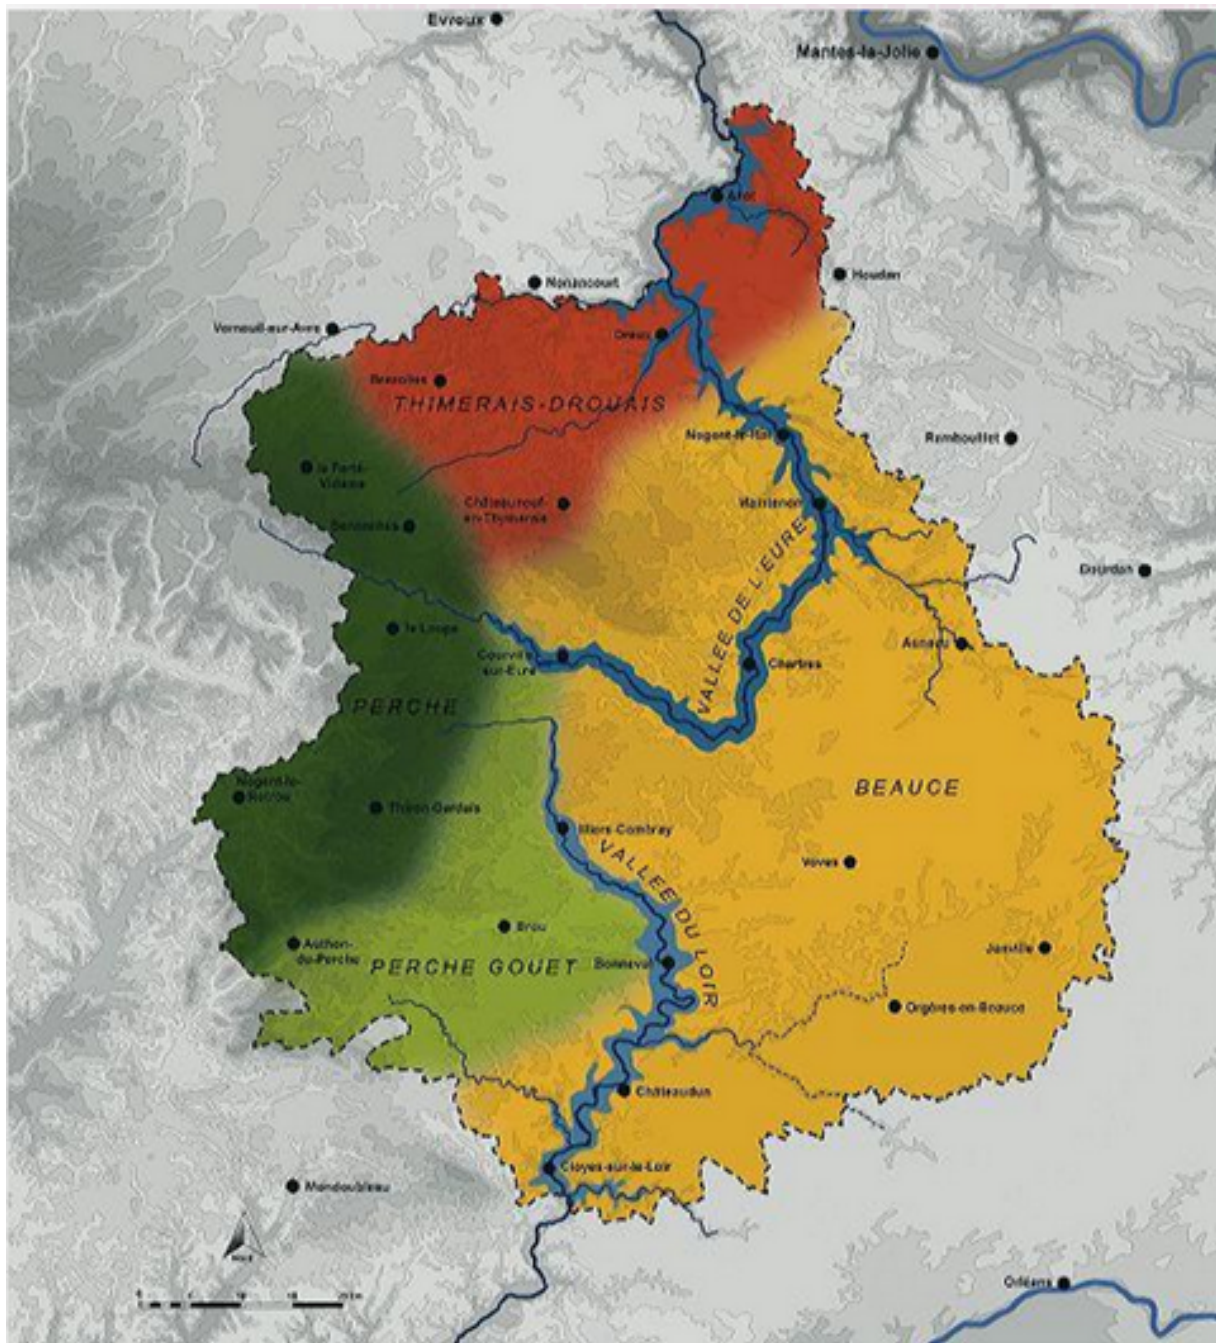 Evroux
Mantes-la-Jolie
Anet
Nonancourt
Houdan
Verneuil-sur-Avre
Dreux
Brezolles
THIMERAIS-DROUAIS
Nogent-le-Roi
Rambouillet
la Ferté-
Vidame
Châteauneuf-
en-Thymerais
Maintenon
Senonches
VALLEE DE L'EURE
Dourdan
la Loupe
Auneau
Courville-
sur-Eure
Chartres
PERCHE
Nogent-le-
Rotrou
BEAUCE
Thiron-Gardais
Illiers-Combray
VALLEE DU LOIR
Voves
Brou
Authon-
du-Perche
PERCHE GOUET
Bonneval
Janville
Orgères-en-Beauce
Châteaudun
Cloyes-sur-le-Loir
Mondoubleau
Orléans